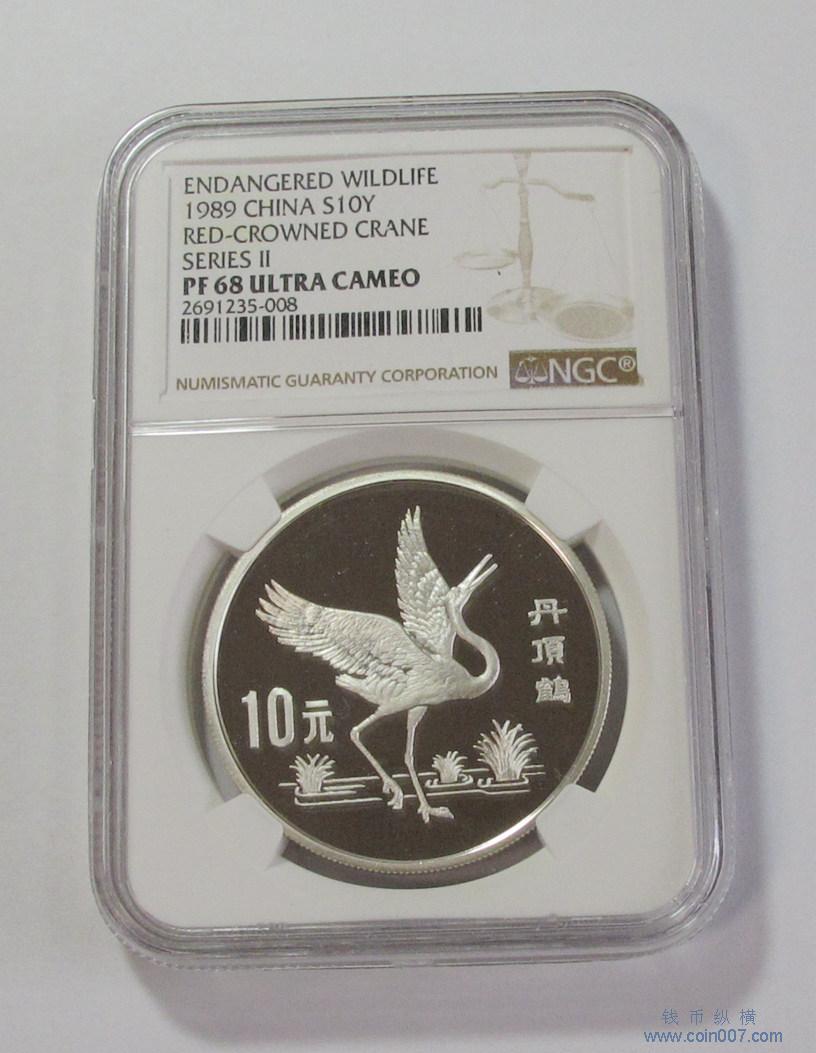 ENDANGERED WILDLIFE
1989 CHINA S10Y
RED-CROWNED CRANE
SERIES II
PF 68 ULTRA CAMEO
2691235-008
NUMISMATIC GUARANTY CORPORATION
NGC®
丹頂鶴
10元
钱币纵横
www.coin007.com